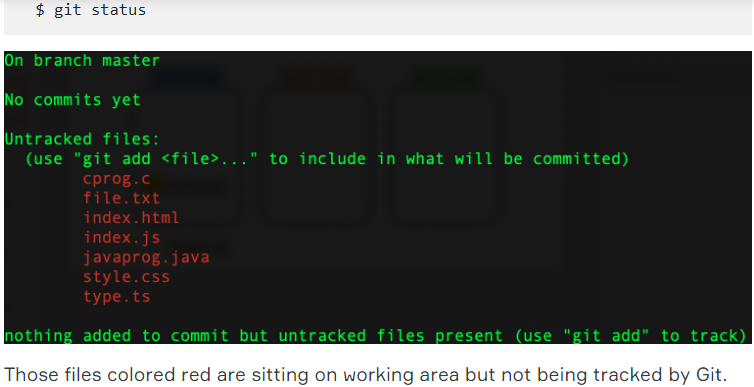 $ git status
On branch master
No commits yet
Untracked files:
(use "git add <file>..." to include in what will be committed)
cprog.c
file.txt
index.html
index.js
javaprog.java
style.css
type.ts
nothing added to commit but untracked files present (use "git add" to track)
Those files colored red are sitting on working area but not being tracked by Git.